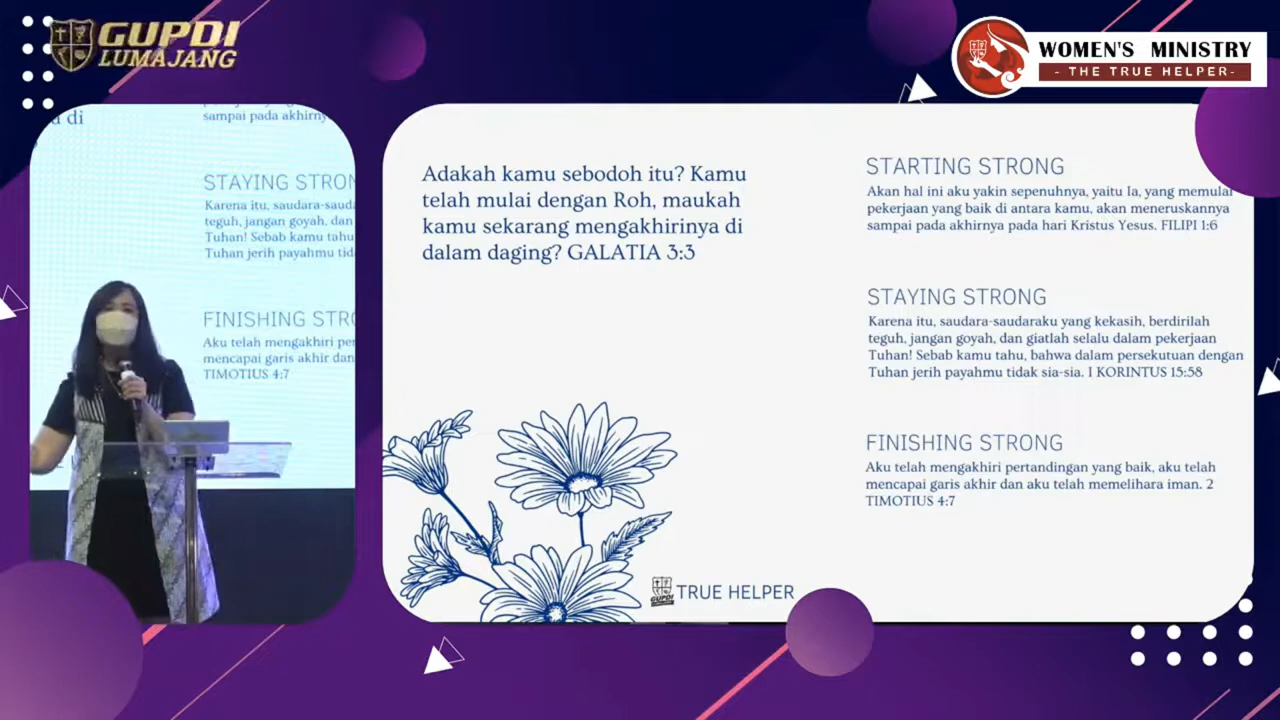 GUPDI
LUMAJANG
WOMEN'S MINISTRY
- THE TRUE HELPER-
di
sampai pada akhirny
STAYING STRON
Karena itu, saudara-sauda
teguh, jangan goyah, dan
Tuhan! Sebab kamu tahu
Tuhan jerih payahmu tid
FINISHING STRO
Aku telah mengakhiri per
mencapai garis akhir dan
TIMOTIUS 4:7
Adakah kamu sebodoh itu? Kamu
telah mulai dengan Roh, maukah
kamu sekarang mengakhirinya di
dalam daging? GALATIA 3:3
STARTING STRONG
Akan hal ini aku yakin sepenuhnya, yaitu Ia, yang memulai
pekerjaan yang baik di antara kamu, akan meneruskannya
sampai pada akhirnya pada hari Kristus Yesus. FILIPI 1:6
STAYING STRONG
Karena itu, saudara-saudaraku yang kekasih, berdirilah
teguh, jangan goyah, dan giatlah selalu dalam pekerjaan
Tuhan! Sebab kamu tahu, bahwa dalam persekutuan dengan
Tuhan jerih payahmu tidak sia-sia. I KORINTUS 15:58
FINISHING STRONG
Aku telah mengakhiri pertandingan yang baik, aku telah
mencapai garis akhir dan aku telah memelihara iman. 2
TIMOTIUS 4:7
GUPDI
TRUE HELPER